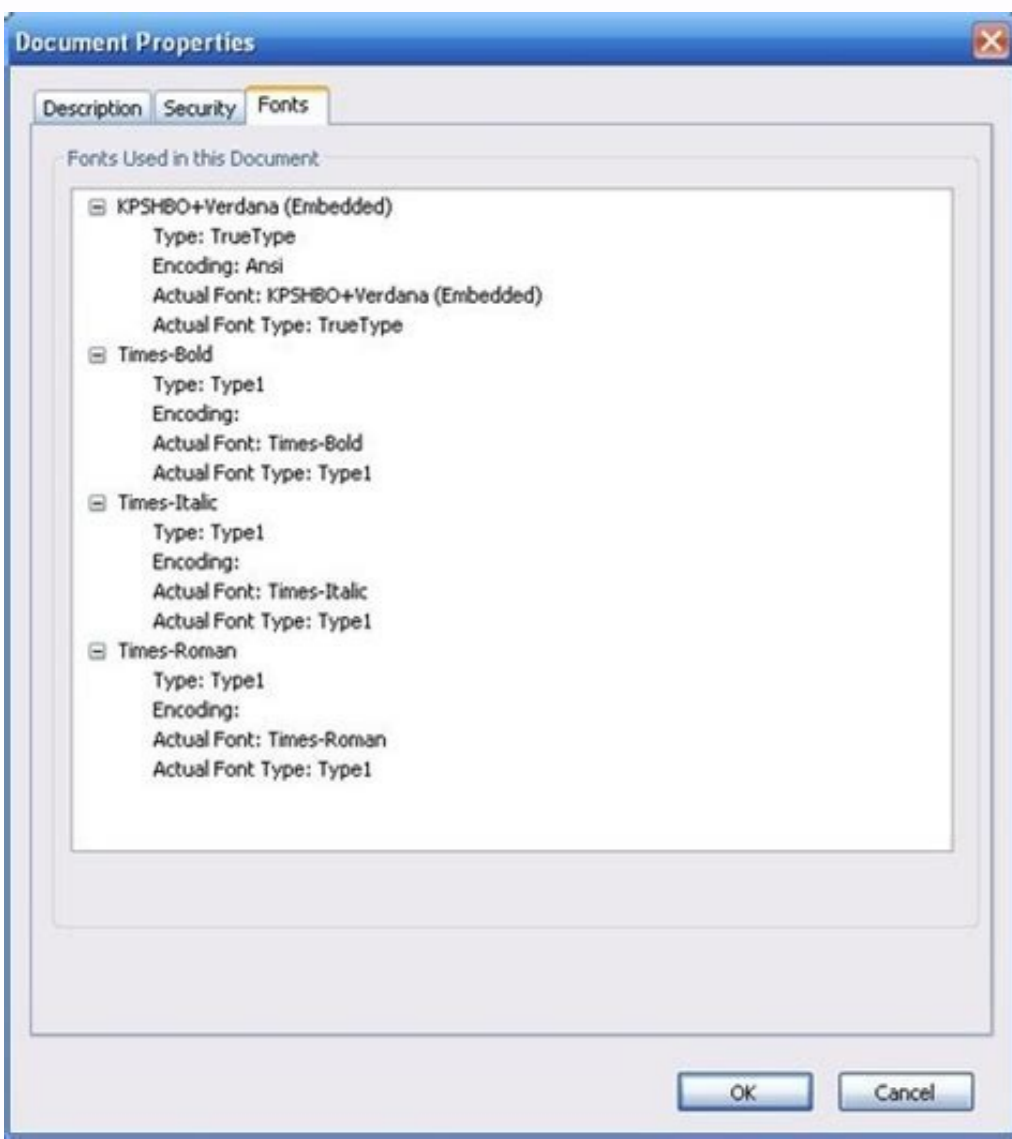 Document Properties
Description Security Fonts
Fonts Used in this Document
KPSHBO+Verdana (Embedded)
Type: TrueType
Encoding: Ansi
Actual Font: KPSHBO+Verdana (Embedded)
Actual Font Type: TrueType
Times-Bold
Type: Type1
Encoding:
Actual Font: Times-Bold
Actual Font Type: Type1
Times-Italic
Type: Type1
Encoding:
Actual Font: Times-Italic
Actual Font Type: Type1
Times-Roman
Type: Type1
Encoding:
Actual Font: Times-Roman
Actual Font Type: Type1
OK Cancel